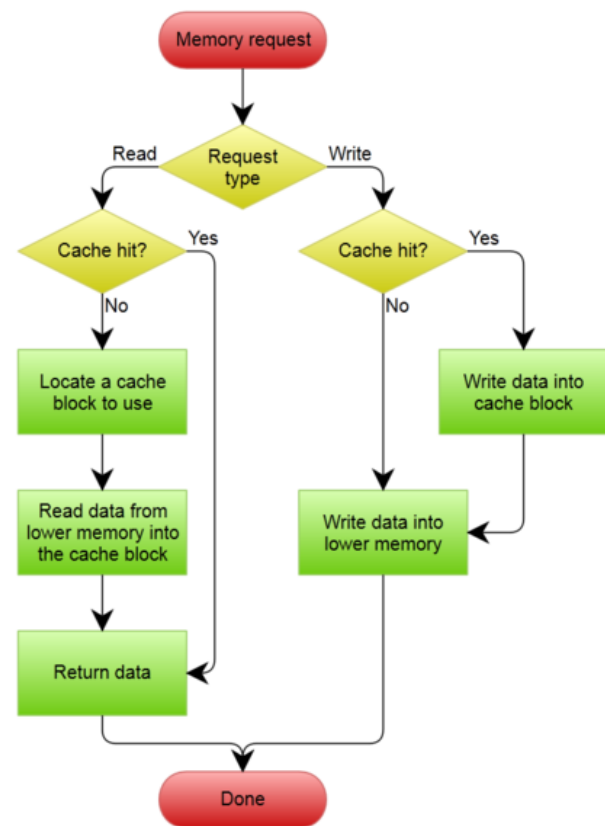 Memory request
Read
Request
type
Write
Cache hit?
Yes
Cache hit?
Yes
No
No
Locate a cache
block to use
Write data into
cache block
Read data from
lower memory into
the cache block
Write data into
lower memory
Return data
Done